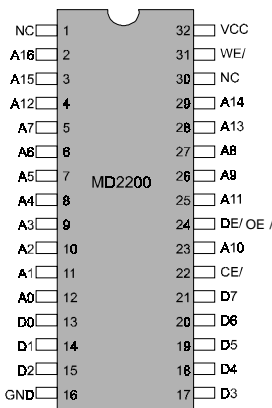 NC 1 32 VCC
A16 2 31 WE/
A15 3 30 NC
A12 4 29 A14
A7 5 28 A13
A6 6 27 A8
A5 7 26 A9
MD2200
A4 8 25 A11
A3 9 24 DE/ OE /
A2 10 23 A10
A1 11 22 CE/
A0 12 21 D7
D0 13 20 D6
D1 14 19 D5
D2 15 18 D4
GND 16 17 D3